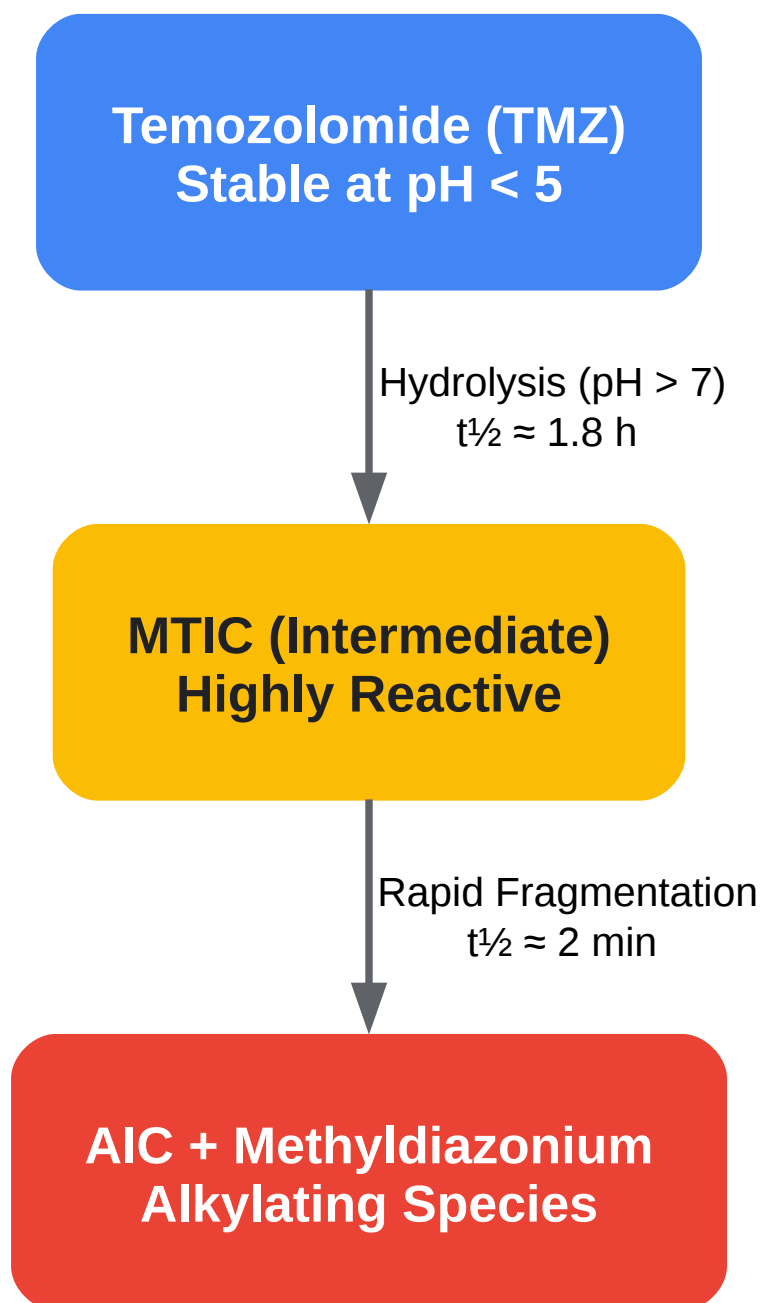 Temozolomide (TMZ)
Stable at pH < 5
Hydrolysis (pH > 7)
t½ ≈ 1.8 h
MTIC (Intermediate)
Highly Reactive
Rapid Fragmentation
t½ ≈ 2 min
AIC + Methyldiazonium
Alkylating Species